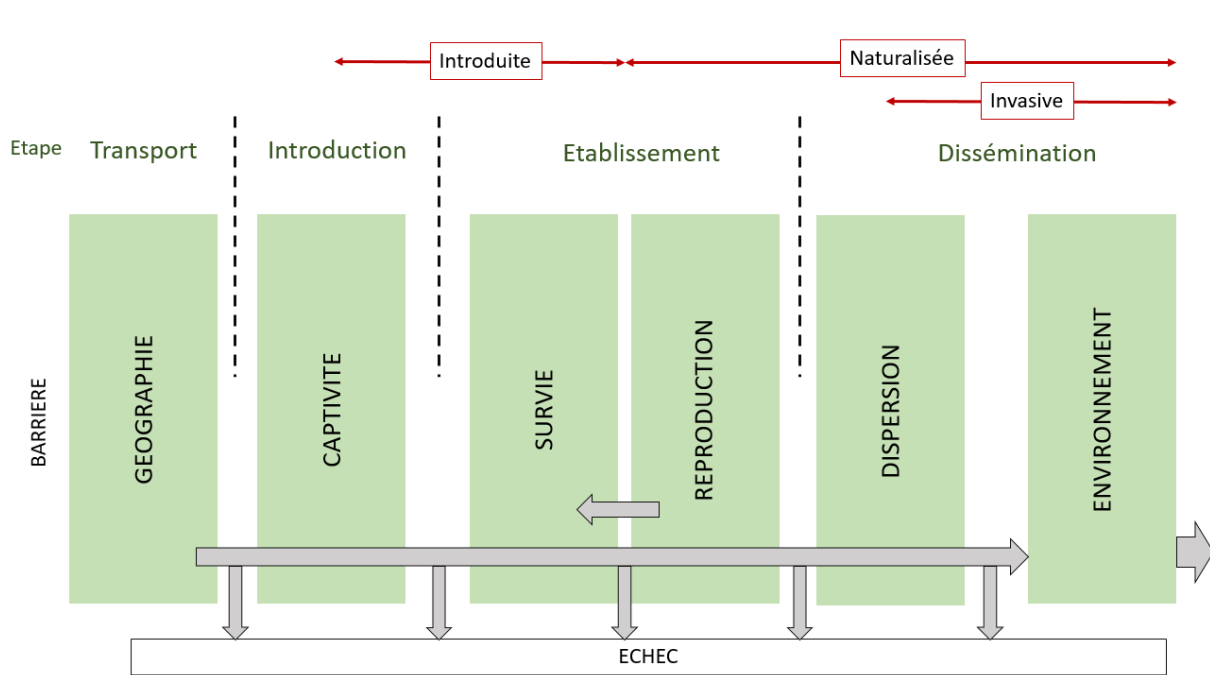 Introduite
Naturalisée
Invasive
Etape
Transport
Introduction
Etablissement
Dissémination
BARRIERE
GEOGRAPHIE
CAPTIVITE
SURVIE
REPRODUCTION
DISPERSION
ENVIRONNEMENT
ECHEC